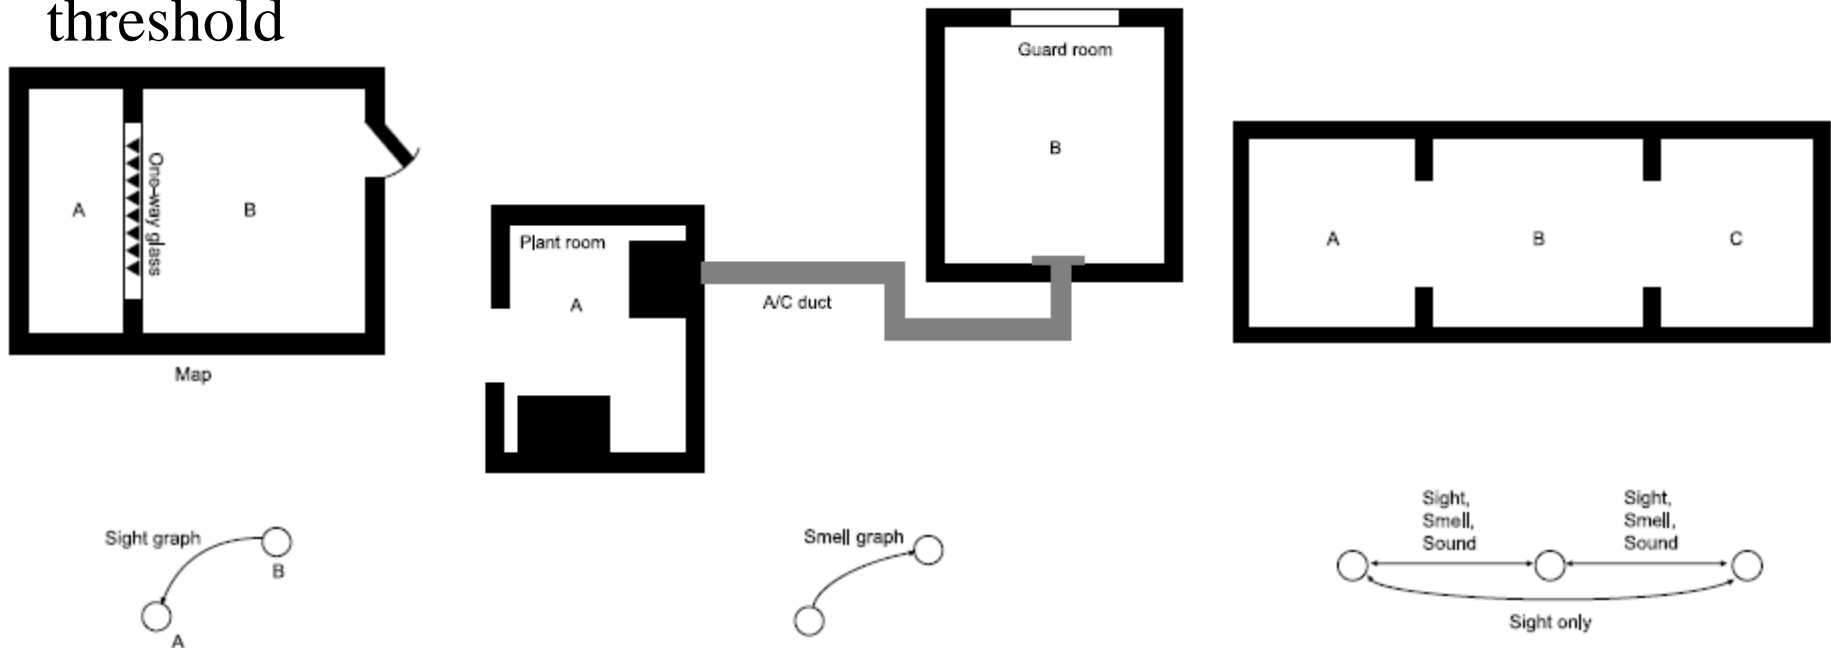 threshold
A
One-way glass
B
Map
Sight graph
B
A
Plant room
A
A/C duct
Guard room
B
Smell graph
A
B
C
Sight,
Smell,
Sound
Sight,
Smell,
Sound
Sight only